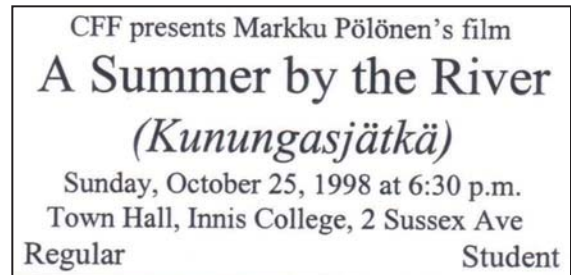 CFF presents Markku Pölönen's film
A Summer by the River
(Kunungasjätkä)
Sunday, October 25, 1998 at 6:30 p.m.
Town Hall, Innis College, 2 Sussex Ave
Regular Student